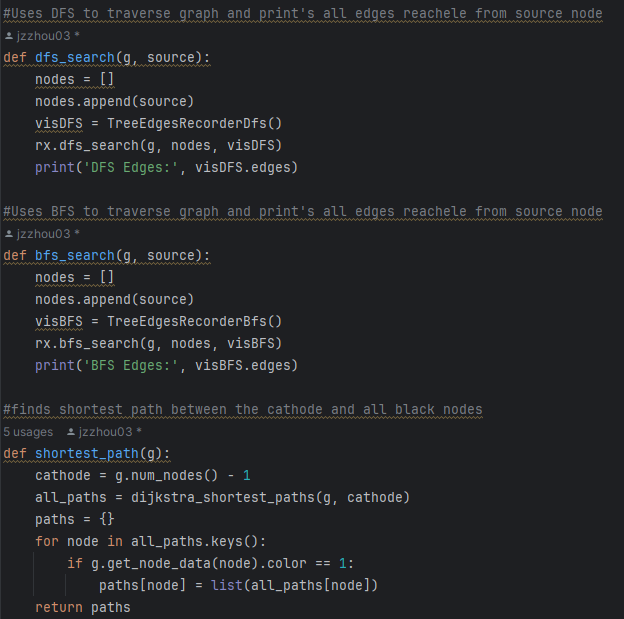 #Uses DFS to traverse graph and print's all edges reachele from source node
jzzhou03 *
def dfs_search(g, source):
    nodes = []
    nodes.append(source)
    visDFS = TreeEdgesRecorderDfs()
    rx.dfs_search(g, nodes, visDFS)
    print('DFS Edges:', visDFS.edges)

#Uses BFS to traverse graph and print's all edges reachele from source node
jzzhou03 *
def bfs_search(g, source):
    nodes = []
    nodes.append(source)
    visBFS = TreeEdgesRecorderBfs()
    rx.bfs_search(g, nodes, visBFS)
    print('BFS Edges:', visBFS.edges)

#finds shortest path between the cathode and all black nodes
5 usages jzzhou03 *
def shortest_path(g):
    cathode = g.num_nodes() - 1
    all_paths = dijkstra_shortest_paths(g, cathode)
    paths = {}
    for node in all_paths.keys():
        if g.get_node_data(node).color == 1:
            paths[node] = list(all_paths[node])
    return paths